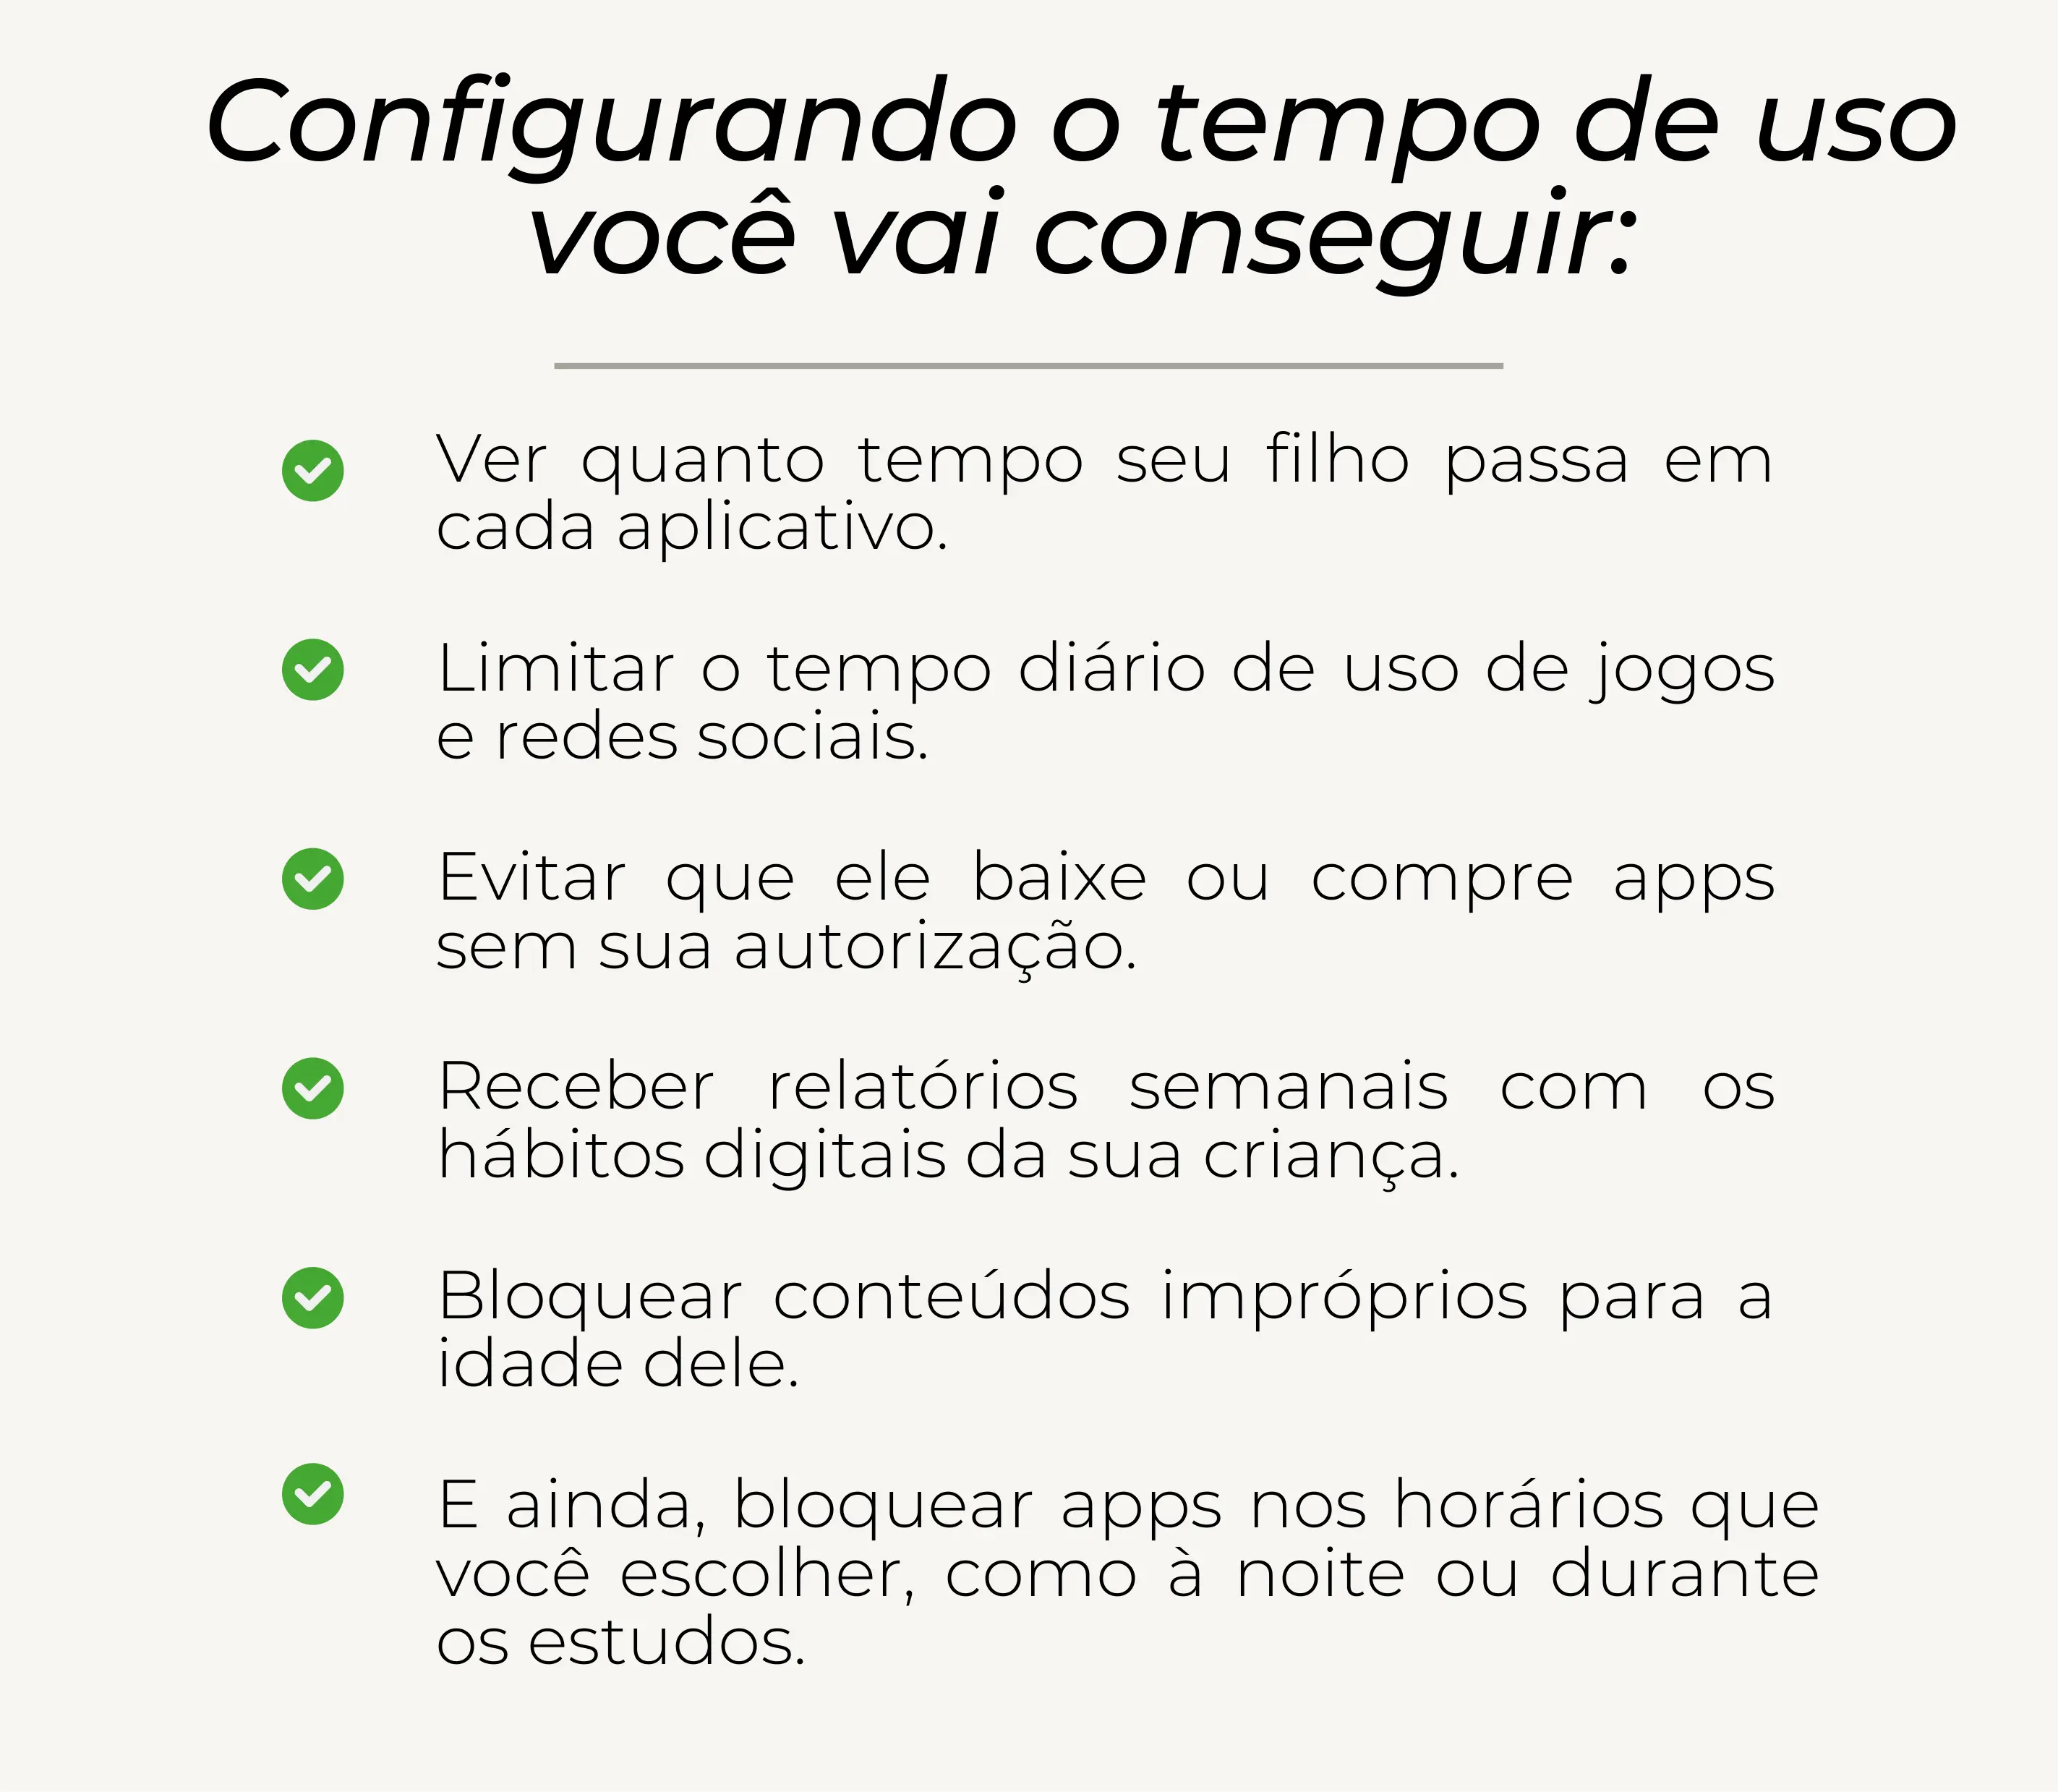 Configurando o tempo de uso
você vai conseguir:
Ver quanto tempo seu filho passa em
cada aplicativo.
Limitar o tempo diário de uso de jogos
e redes sociais.
Evitar que ele baixe ou compre apps
sem sua autorização.
Receber relatórios semanais com os
hábitos digitais da sua criança.
Bloquear conteúdos impróprios para a
idade dele.
E ainda, bloquear apps nos horários que
você escolher, como à noite ou durante
os estudos.